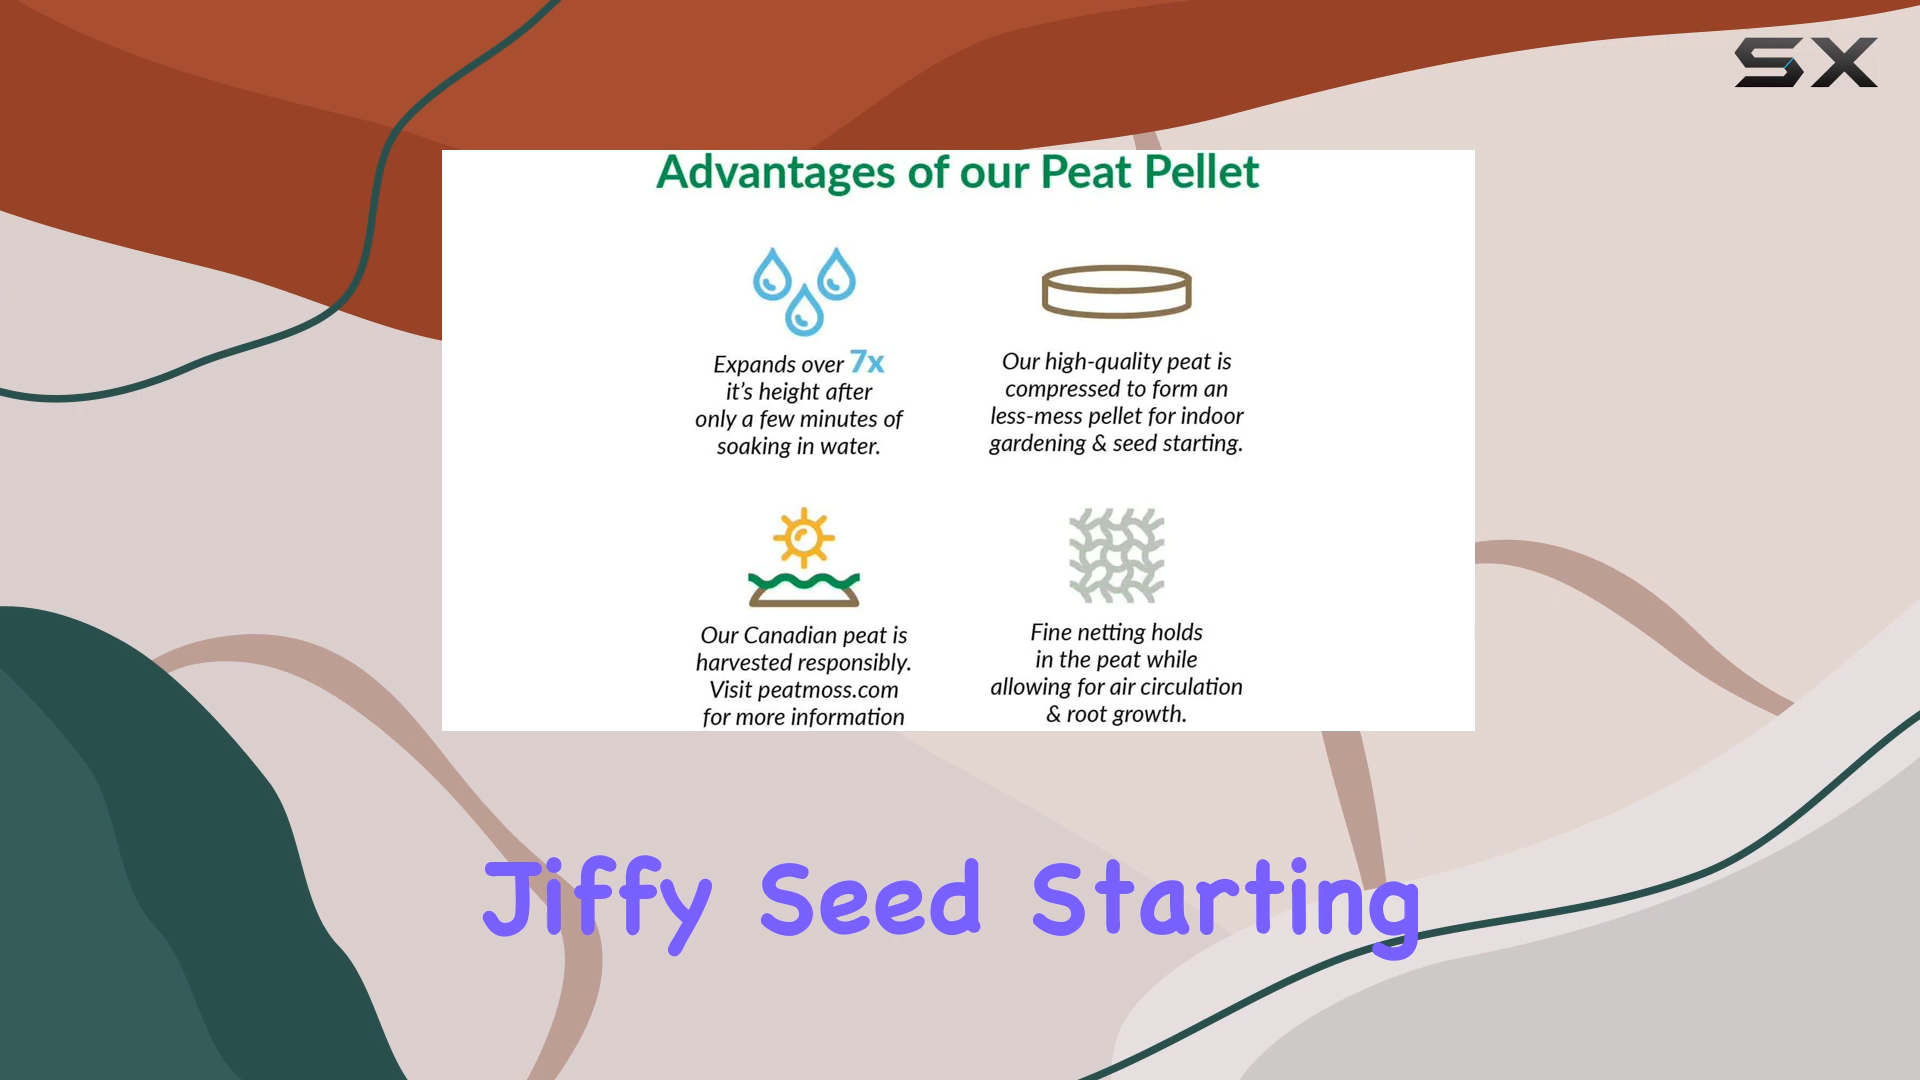 SX
Advantages of our Peat Pellet
Expands over 7x
it's height after
only a few minutes of
soaking in water.
Our high-quality peat is
compressed to form an
less-mess pellet for indoor
gardening & seed starting.
Our Canadian peat is
harvested responsibly.
Visit peatmoss.com
for more information
Fine netting holds
in the peat while
allowing for air circulation
& root growth.
Jiffy Seed Starting